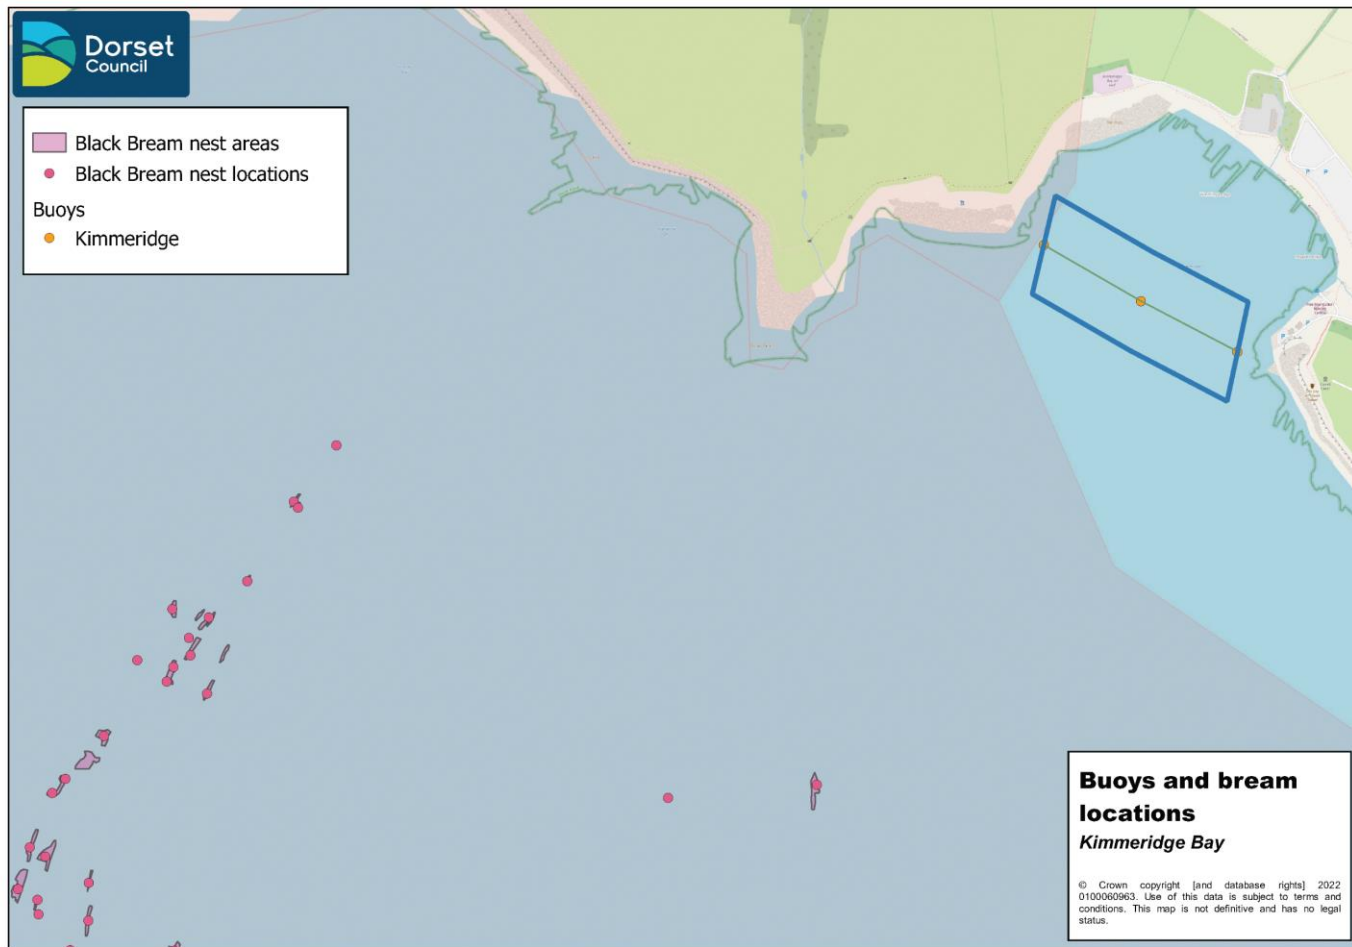 Dorset
Council
Black Bream nest areas
Black Bream nest locations
Buoys
Kimmeridge
P P
P
P
Buoys and bream
locations
Kimmeridge Bay
© Crown copyright [and database rights] 2022
0100060963. Use of this data is subject to terms and
conditions. This map is not definitive and has no legal
status.